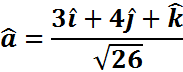 â = (3î + 4ĵ + k̂) / √26